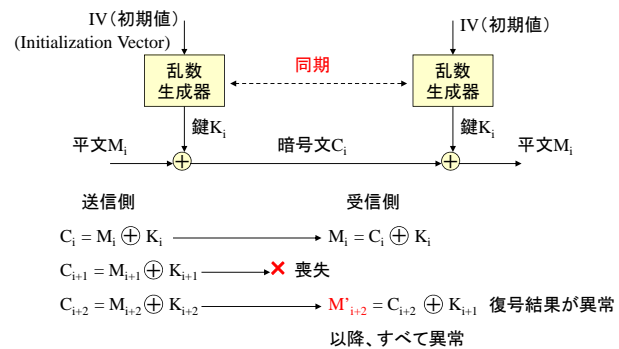 IV(初期値) IV(初期値)
(Initialization Vector)
乱数 同期 乱数
生成器 生成器
鍵Kᵢ 鍵Kᵢ
平文Mᵢ 暗号文Cᵢ 平文Mᵢ
送信側 受信側
Cᵢ = Mᵢ ⊕ Kᵢ Mᵢ = Cᵢ ⊕ Kᵢ
Cᵢ₊₁ = Mᵢ₊₁ ⊕ Kᵢ₊₁ × 喪失
Cᵢ₊₂ = Mᵢ₊₂ ⊕ Kᵢ₊₂ M'ᵢ₊₂ = Cᵢ₊₂ ⊕ Kᵢ₊₁ 復号結果が異常
以降、すべて異常